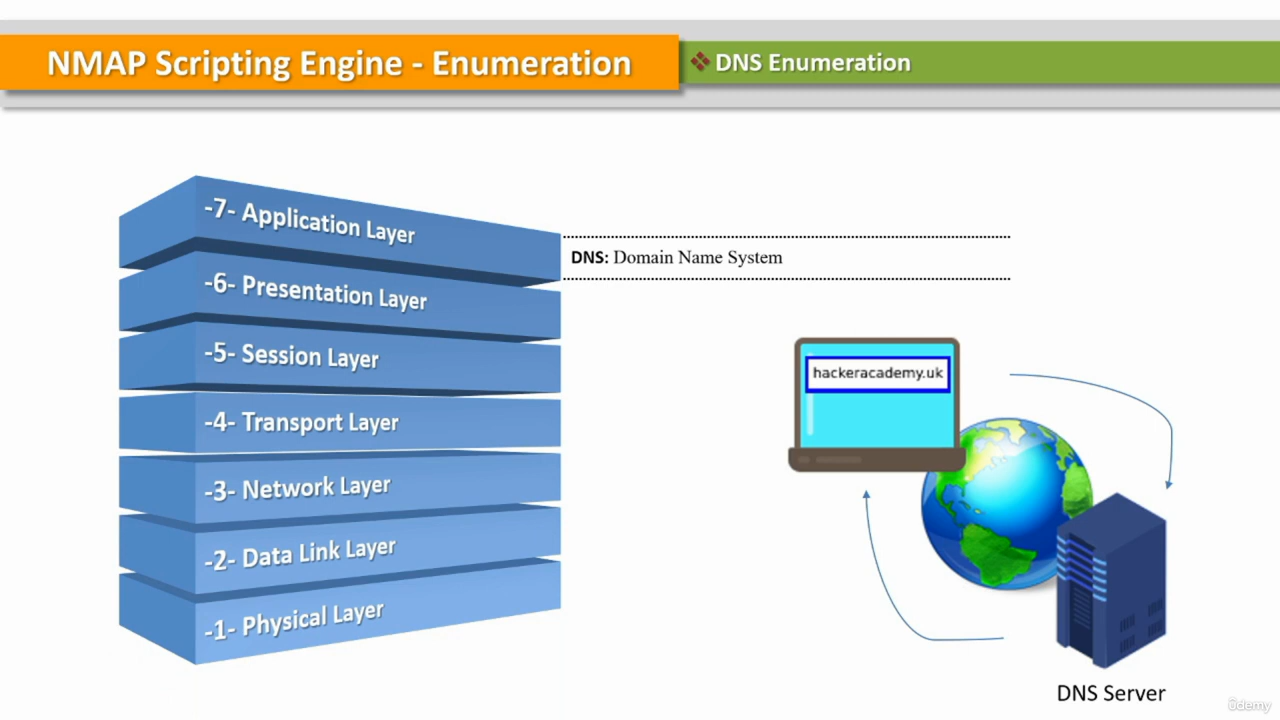 NMAP Scripting Engine - Enumeration
❖ DNS Enumeration
-7- Application Layer
DNS: Domain Name System
-6- Presentation Layer
-5- Session Layer
-4- Transport Layer
-3- Network Layer
-2- Data Link Layer
-1- Physical Layer
hackeracademy.uk
DNS Server
ûdemy